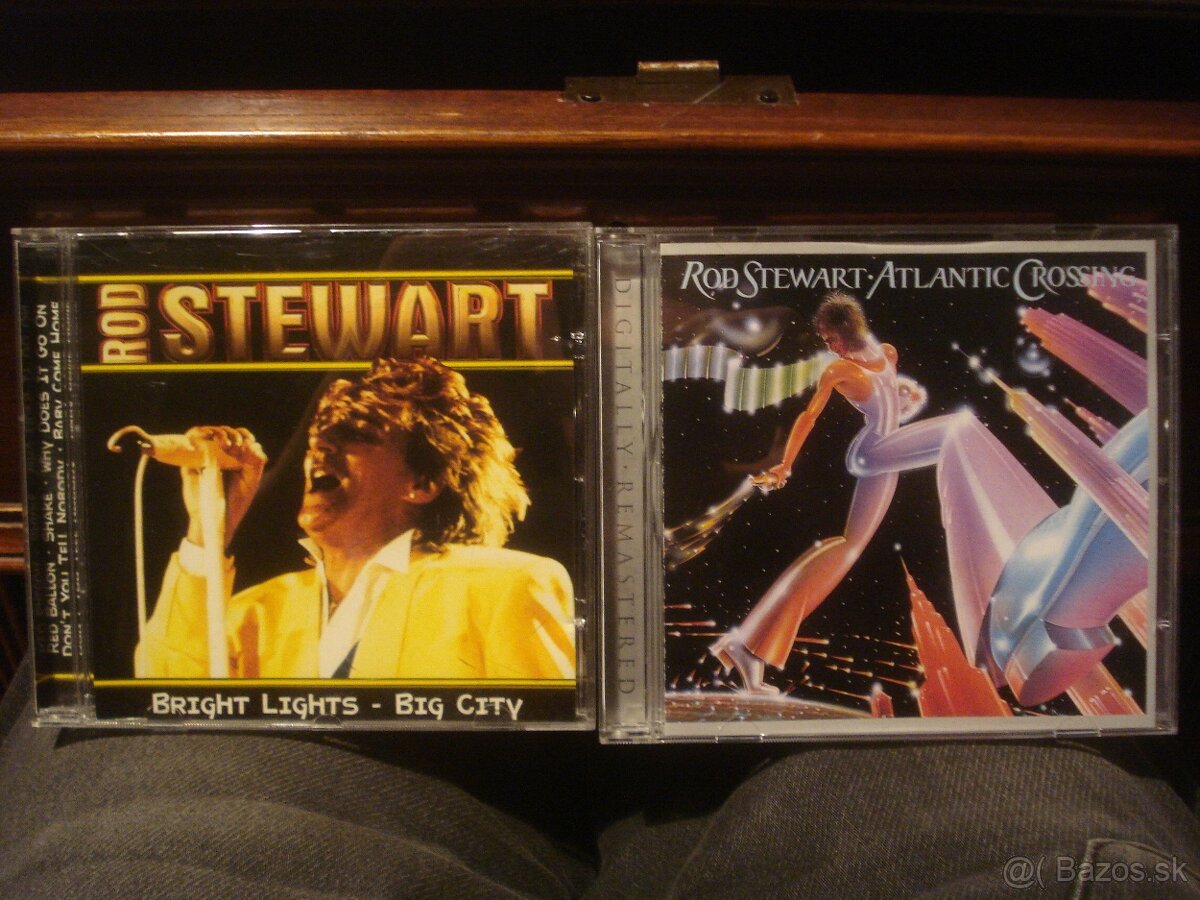 ROD STEWART
BRIGHT LIGHTS - BIG CITY
RED BALLON · SHAKE · WHY DOES IT GO ON
DON'T YOU TELL NOBODY · BABY COME HOME
DIGITALLY · REMASTERED
ROD STEWART · ATLANTIC CROSSING
@( Bazos.sk